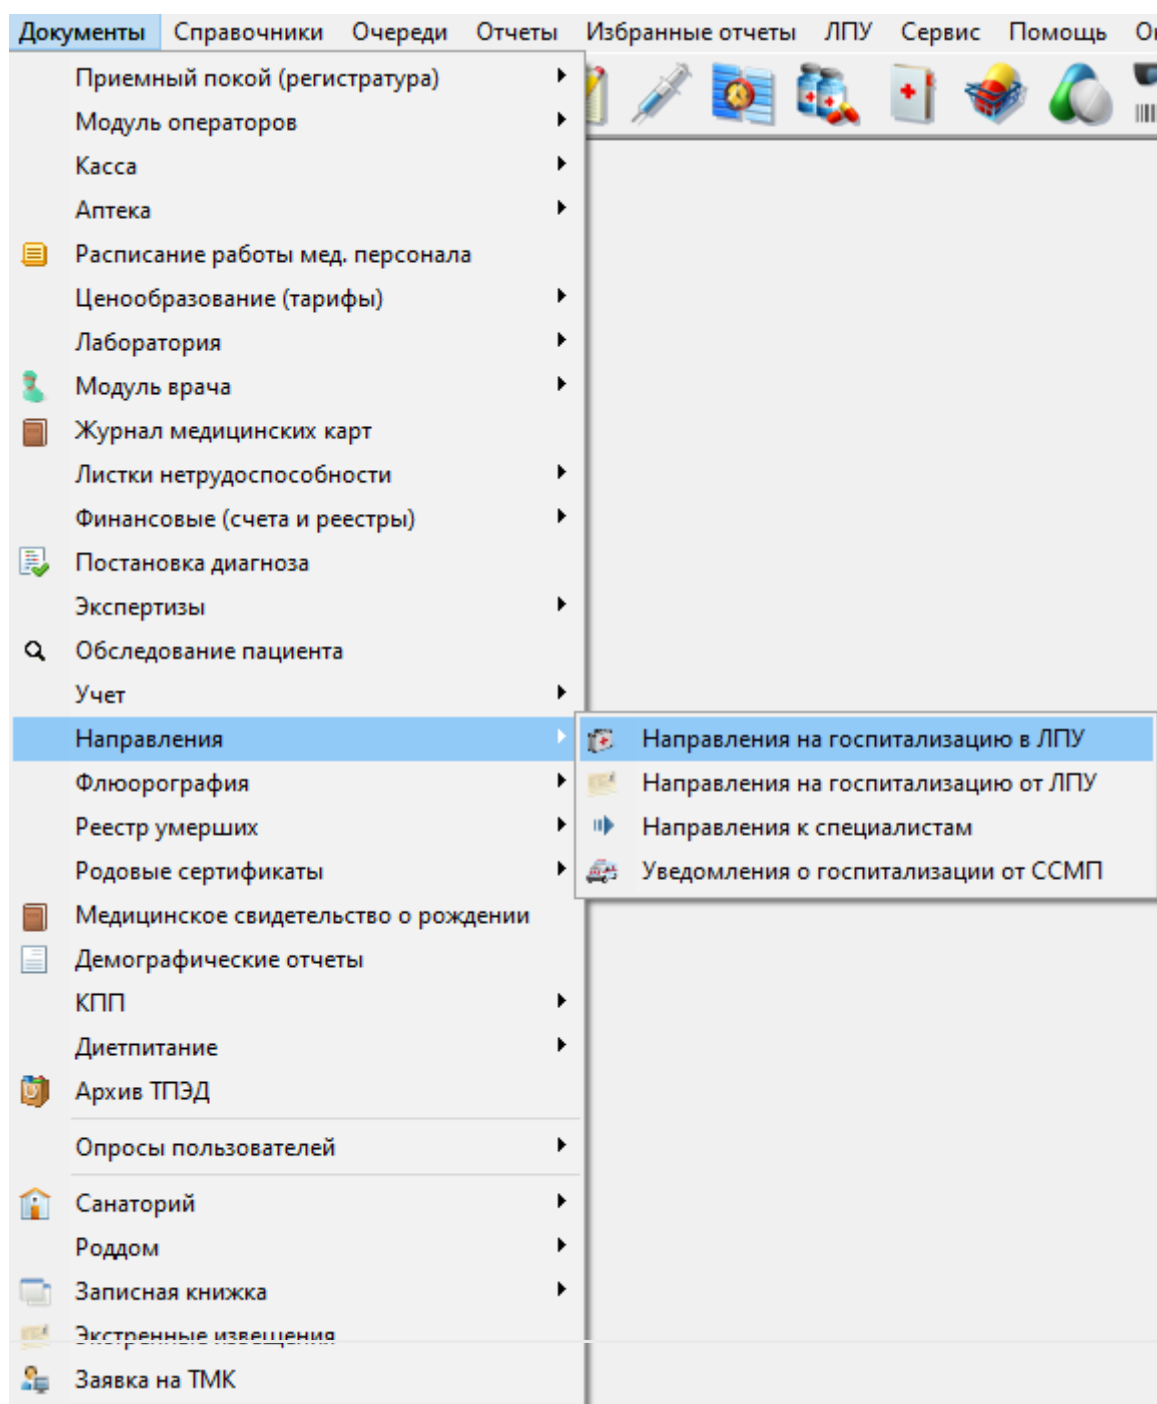 Документы Справочники Очереди Отчеты Избранные отчеты ЛПУ Сервис Помощь
Приемный покой (регистратура)
Модуль операторов
Касса
Аптека
Расписание работы мед. персонала
Ценообразование (тарифы)
Лаборатория
Модуль врача
Журнал медицинских карт
Листки нетрудоспособности
Финансовые (счета и реестры)
Постановка диагноза
Экспертизы
Обследование пациента
Учет
Направления
Направления на госпитализацию в ЛПУ
Направления на госпитализацию от ЛПУ
Направления к специалистам
Уведомления о госпитализации от ССМП
Флюорография
Реестр умерших
Родовые сертификаты
Медицинское свидетельство о рождении
Демографические отчеты
КПП
Диетпитание
Архив ТПЭД
Опросы пользователей
Санаторий
Роддом
Записная книжка
Экстренные извещения
Заявка на ТМК